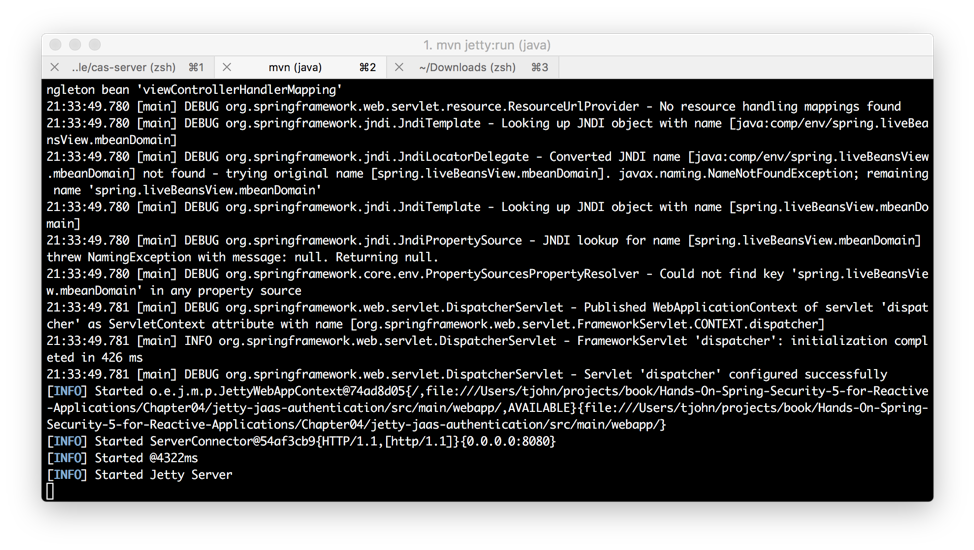 1. mvn jetty:run (java)
..le/cas-server (zsh) ⌘1 mvn (java) ⌘2 ~/Downloads (zsh) ⌘3
ngleton bean 'viewControllerHandlerMapping'
21:33:49.780 [main] DEBUG org.springframework.web.servlet.resource.ResourceUrlProvider - No resource handling mappings found
21:33:49.780 [main] DEBUG org.springframework.jndi.JndiTemplate - Looking up JNDI object with name [java:comp/env/spring.liveBea
nsView.mbeanDomain]
21:33:49.780 [main] DEBUG org.springframework.jndi.JndiLocatorDelegate - Converted JNDI name [java:comp/env/spring.liveBeansView
.mbeanDomain] not found - trying original name [spring.liveBeansView.mbeanDomain]. javax.naming.NameNotFoundException; remaining
name 'spring.liveBeansView.mbeanDomain'
21:33:49.780 [main] DEBUG org.springframework.jndi.JndiTemplate - Looking up JNDI object with name [spring.liveBeansView.mbeanDo
main]
21:33:49.780 [main] DEBUG org.springframework.jndi.JndiPropertySource - JNDI lookup for name [spring.liveBeansView.mbeanDomain]
threw NamingException with message: null. Returning null.
21:33:49.780 [main] DEBUG org.springframework.core.env.PropertySourcesPropertyResolver - Could not find key 'spring.liveBeansVie
w.mbeanDomain' in any property source
21:33:49.781 [main] DEBUG org.springframework.web.servlet.DispatcherServlet - Published WebApplicationContext of servlet 'dispat
cher' as ServletContext attribute with name [org.springframework.web.servlet.FrameworkServlet.CONTEXT.dispatcher]
21:33:49.781 [main] INFO org.springframework.web.servlet.DispatcherServlet - FrameworkServlet 'dispatcher': initialization compl
eted in 426 ms
21:33:49.781 [main] DEBUG org.springframework.web.servlet.DispatcherServlet - Servlet 'dispatcher' configured successfully
[INFO] Started o.e.j.m.p.JettyWebAppContext@74ad8d05{/,file:///Users/tjohn/projects/book/Hands-On-Spring-Security-5-for-Reactive
-Applications/Chapter04/jetty-jaas-authentication/src/main/webapp/,AVAILABLE}{file:///Users/tjohn/projects/book/Hands-On-Spring-
Security-5-for-Reactive-Applications/Chapter04/jetty-jaas-authentication/src/main/webapp/}
[INFO] Started ServerConnector@54af3cb9{HTTP/1.1,[http/1.1]}{0.0.0.0:8080}
[INFO] Started @4322ms
[INFO] Started Jetty Server